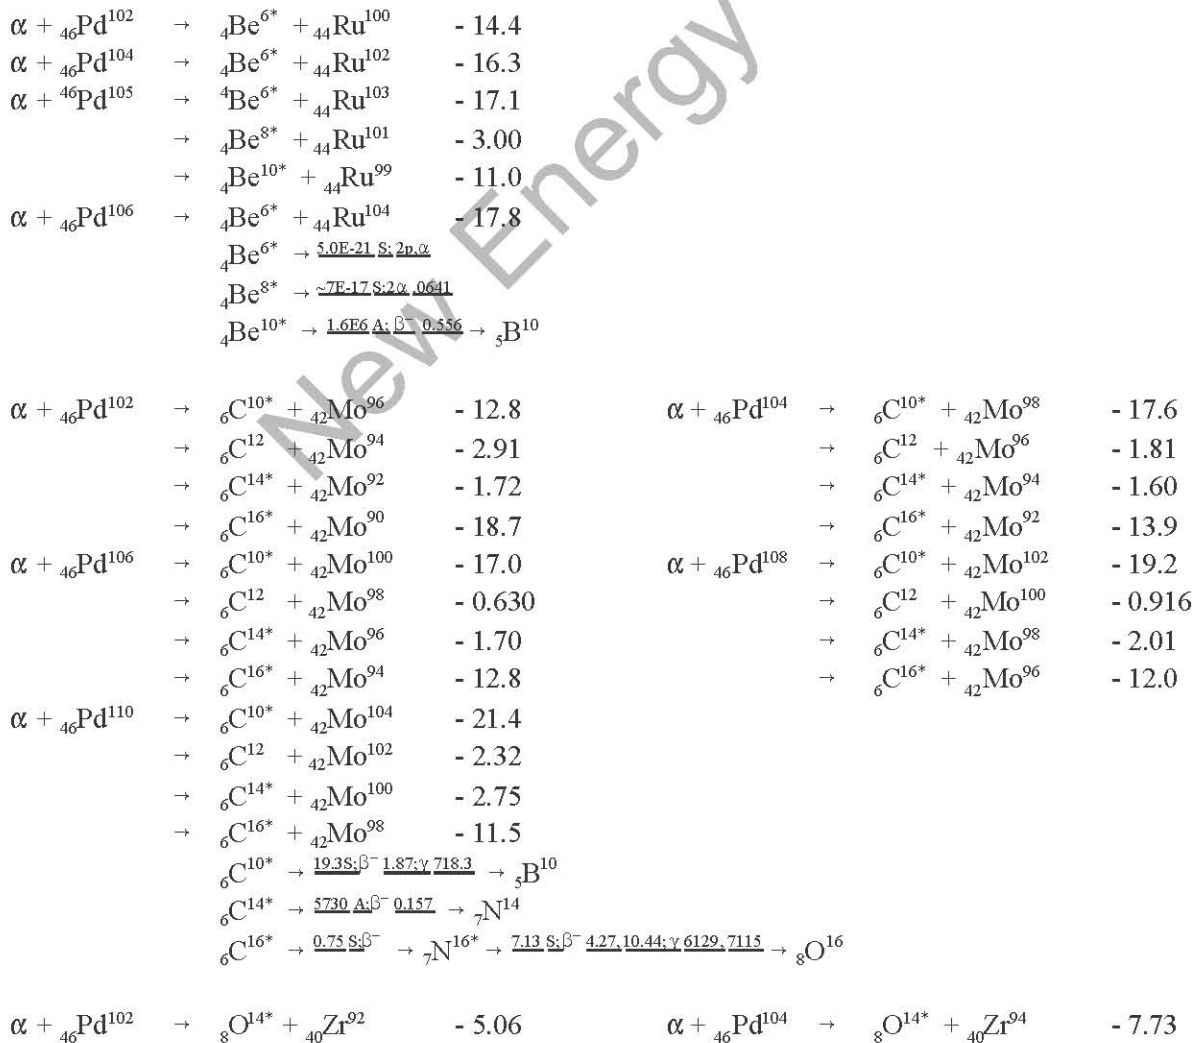 α + ₄₆Pd¹⁰² → ₄Be⁶* + ₄₄Ru¹⁰⁰ - 14.4
α + ₄₆Pd¹⁰⁴ → ₄Be⁶* + ₄₄Ru¹⁰² - 16.3
α + ⁴⁶Pd¹⁰⁵ → ⁴Be⁶* + ₄₄Ru¹⁰³ - 17.1
→ ₄Be⁸* + ₄₄Ru¹⁰¹ - 3.00
→ ₄Be¹⁰* + ₄₄Ru⁹⁹ - 11.0
α + ₄₆Pd¹⁰⁶ → ₄Be⁶* + ₄₄Ru¹⁰⁴ - 17.8
₄Be⁶* → 5.0E-21 S; 2p,α
₄Be⁸* → ~7E-17 S;2α .0641
₄Be¹⁰* → 1.6E6 A; β⁻ 0.556 → ₅B¹⁰
New Energy
α + ₄₆Pd¹⁰² → ₆C¹⁰* + ₄₂Mo⁹⁶ - 12.8 α + ₄₆Pd¹⁰⁴ → ₆C¹⁰* + ₄₂Mo⁹⁸ - 17.6
→ ₆C¹² + ₄₂Mo⁹⁴ - 2.91 → ₆C¹² + ₄₂Mo⁹⁶ - 1.81
→ ₆C¹⁴* + ₄₂Mo⁹² - 1.72 → ₆C¹⁴* + ₄₂Mo⁹⁴ - 1.60
→ ₆C¹⁶* + ₄₂Mo⁹⁰ - 18.7 → ₆C¹⁶* + ₄₂Mo⁹² - 13.9
α + ₄₆Pd¹⁰⁶ → ₆C¹⁰* + ₄₂Mo¹⁰⁰ - 17.0 α + ₄₆Pd¹⁰⁸ → ₆C¹⁰* + ₄₂Mo¹⁰² - 19.2
→ ₆C¹² + ₄₂Mo⁹⁸ - 0.630 → ₆C¹² + ₄₂Mo¹⁰⁰ - 0.916
→ ₆C¹⁴* + ₄₂Mo⁹⁶ - 1.70 → ₆C¹⁴* + ₄₂Mo⁹⁸ - 2.01
→ ₆C¹⁶* + ₄₂Mo⁹⁴ - 12.8 → ₆C¹⁶* + ₄₂Mo⁹⁶ - 12.0
α + ₄₆Pd¹¹⁰ → ₆C¹⁰* + ₄₂Mo¹⁰⁴ - 21.4
→ ₆C¹² + ₄₂Mo¹⁰² - 2.32
→ ₆C¹⁴* + ₄₂Mo¹⁰⁰ - 2.75
→ ₆C¹⁶* + ₄₂Mo⁹⁸ - 11.5
₆C¹⁰* → 19.3S;β⁻ 1.87;γ 718.3 → ₅B¹⁰
₆C¹⁴* → 5730 A;β⁻ 0.157 → ₇N¹⁴
₆C¹⁶* → 0.75 S;β⁻ → ₇N¹⁶* → 7.13 S;β⁻ 4.27,10.44; γ 6129, 7115 → ₈O¹⁶
α + ₄₆Pd¹⁰² → ₈O¹⁴* + ₄₀Zr⁹² - 5.06 α + ₄₆Pd¹⁰⁴ → ₈O¹⁴* + ₄₀Zr⁹⁴ - 7.73